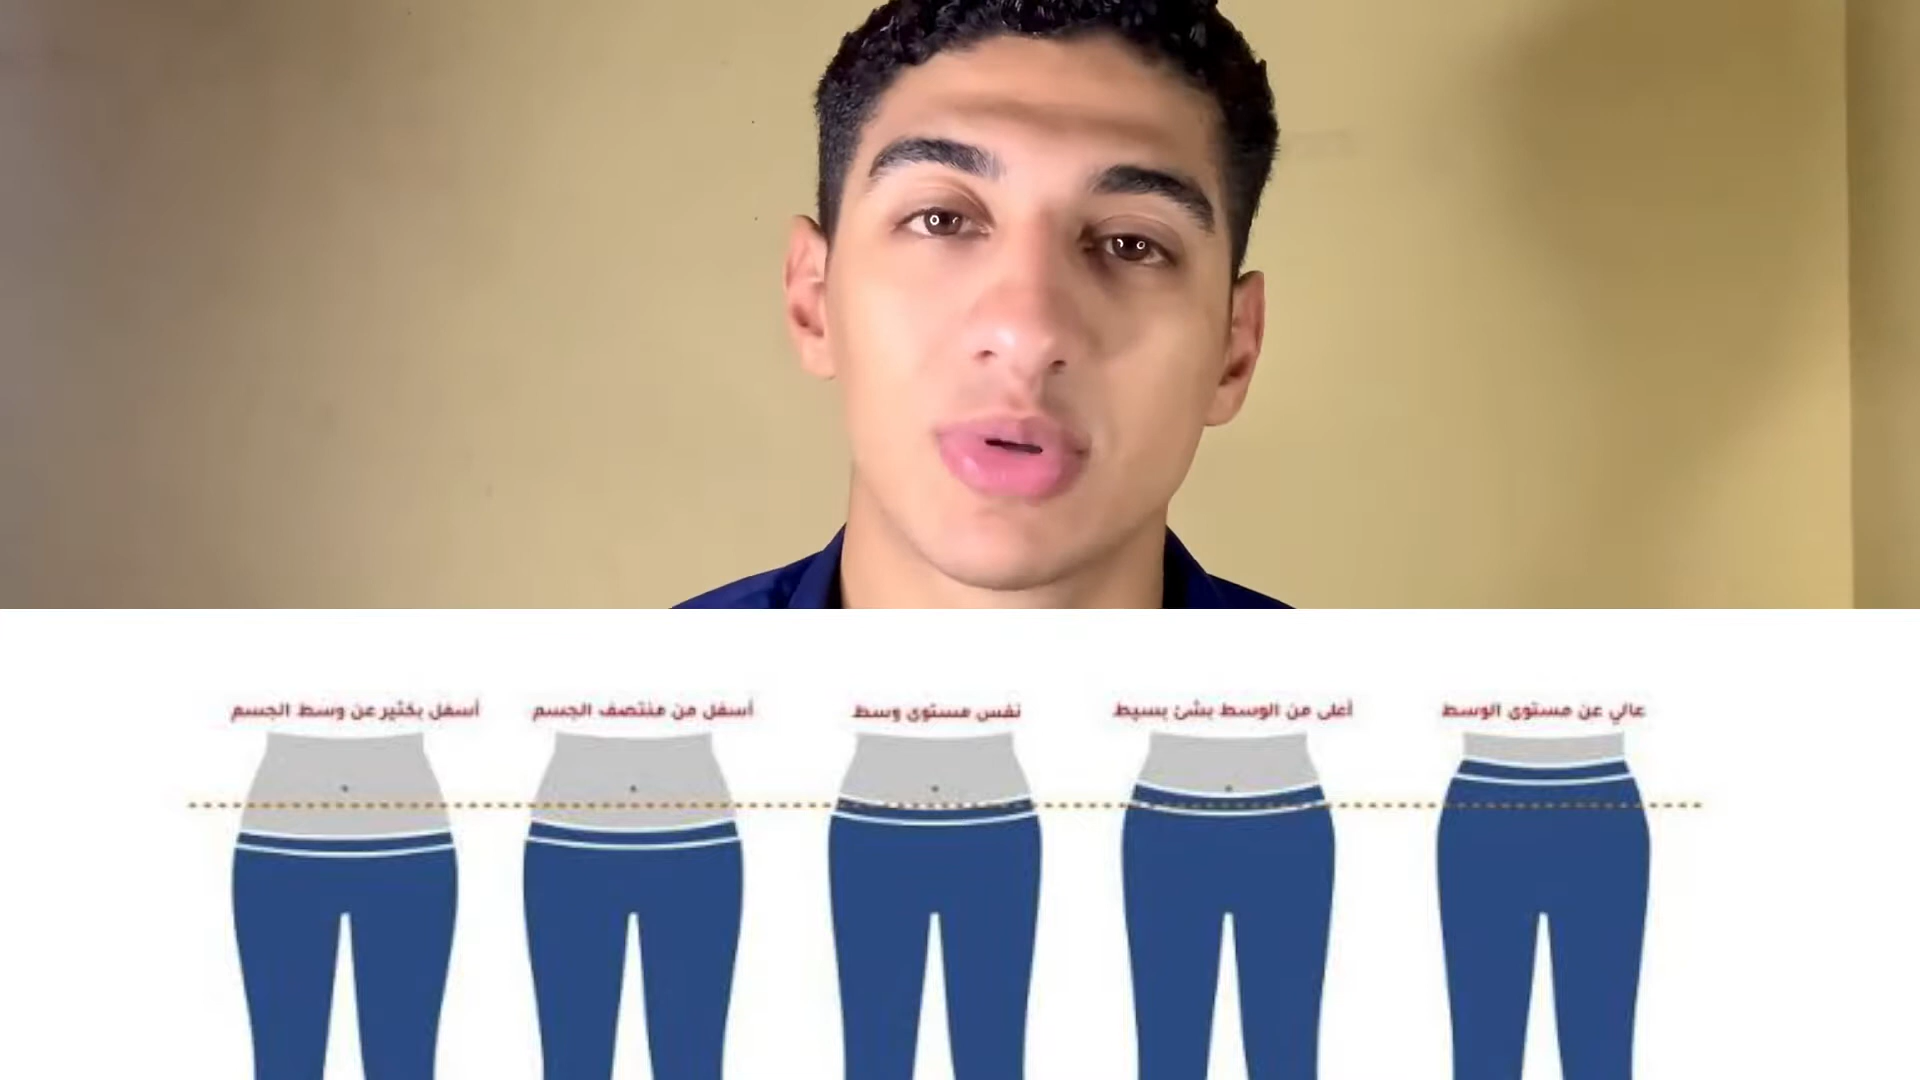 عالي عن مستوى الوسط
أعلى من الوسط بشئ بسيط
نفس مستوى وسط
أسفل من منتصف الجسم
أسفل بكثير عن وسط الجسم